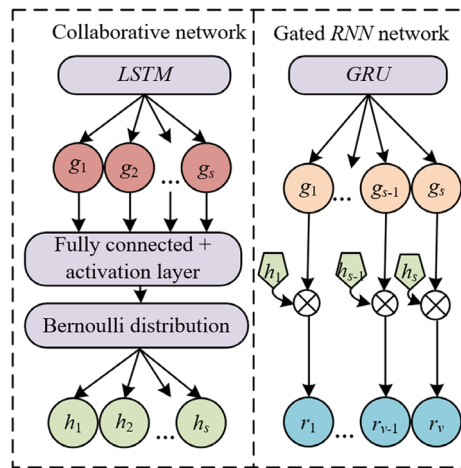 Collaborative network
LSTM
g1 g2 ... gs
Fully connected +
activation layer
Bernoulli distribution
h1 h2 ... hs
Gated RNN network
GRU
g1 ... gs-1 gs
h1 hs-1 hs
r1 ... rv-1 rv